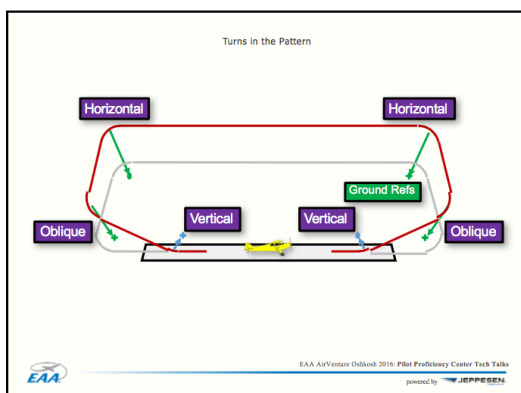 Turns in the Pattern
Horizontal
Horizontal
Ground Refs
Oblique
Vertical
Vertical
Oblique
EAA AirVenture Oshkosh 2016: Pilot Proficiency Center Tech Talks
EAA
powered by JEPPESEN